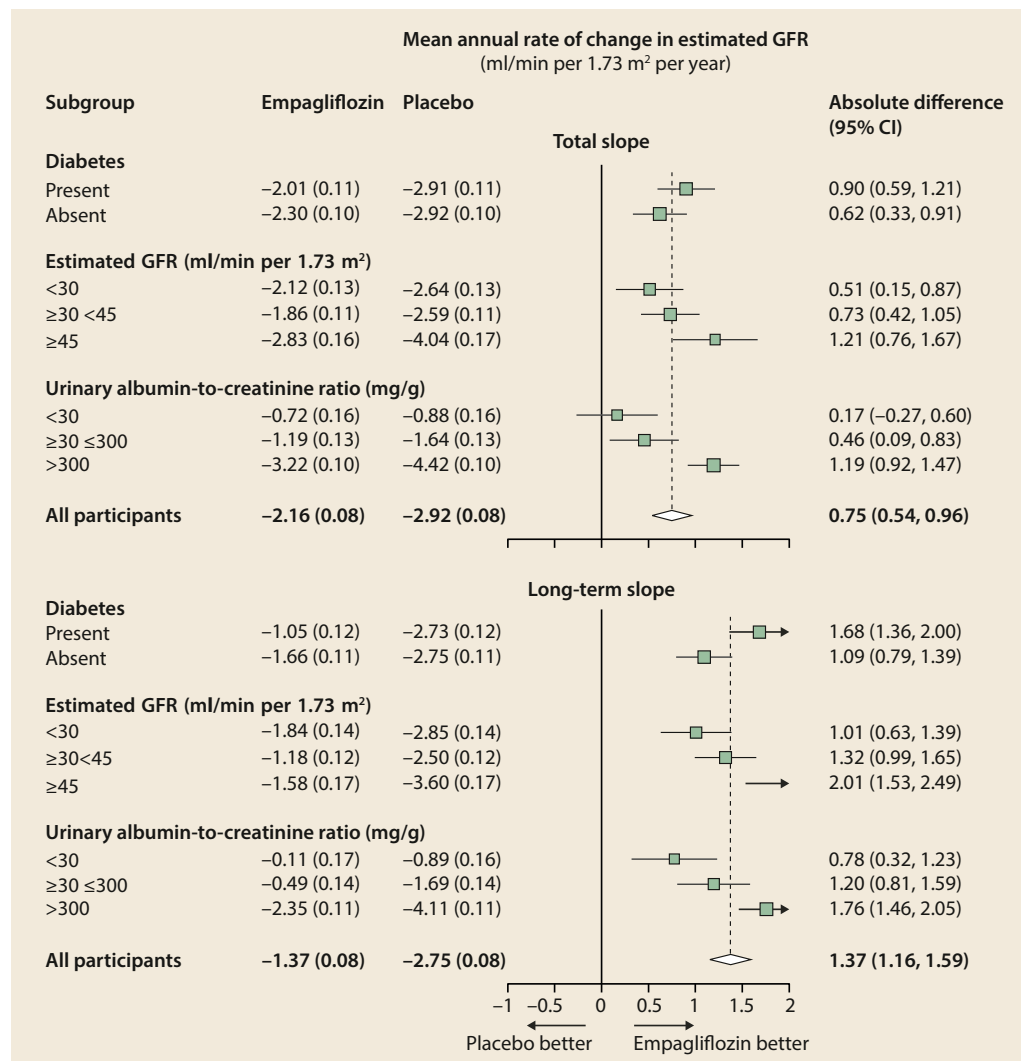 Mean annual rate of change in estimated GFR
(ml/min per 1.73 m² per year)
Subgroup Empagliflozin Placebo Absolute difference
(95% CI)
Total slope
Diabetes
Present −2.01 (0.11) −2.91 (0.11) 0.90 (0.59, 1.21)
Absent −2.30 (0.10) −2.92 (0.10) 0.62 (0.33, 0.91)
Estimated GFR (ml/min per 1.73 m²)
<30 −2.12 (0.13) −2.64 (0.13) 0.51 (0.15, 0.87)
≥30 <45 −1.86 (0.11) −2.59 (0.11) 0.73 (0.42, 1.05)
≥45 −2.83 (0.16) −4.04 (0.17) 1.21 (0.76, 1.67)
Urinary albumin-to-creatinine ratio (mg/g)
<30 −0.72 (0.16) −0.88 (0.16) 0.17 (−0.27, 0.60)
≥30 ≤300 −1.19 (0.13) −1.64 (0.13) 0.46 (0.09, 0.83)
>300 −3.22 (0.10) −4.42 (0.10) 1.19 (0.92, 1.47)
All participants −2.16 (0.08) −2.92 (0.08) 0.75 (0.54, 0.96)
Long-term slope
Diabetes
Present −1.05 (0.12) −2.73 (0.12) 1.68 (1.36, 2.00)
Absent −1.66 (0.11) −2.75 (0.11) 1.09 (0.79, 1.39)
Estimated GFR (ml/min per 1.73 m²)
<30 −1.84 (0.14) −2.85 (0.14) 1.01 (0.63, 1.39)
≥30<45 −1.18 (0.12) −2.50 (0.12) 1.32 (0.99, 1.65)
≥45 −1.58 (0.17) −3.60 (0.17) 2.01 (1.53, 2.49)
Urinary albumin-to-creatinine ratio (mg/g)
<30 −0.11 (0.17) −0.89 (0.16) 0.78 (0.32, 1.23)
≥30 ≤300 −0.49 (0.14) −1.69 (0.14) 1.20 (0.81, 1.59)
>300 −2.35 (0.11) −4.11 (0.11) 1.76 (1.46, 2.05)
All participants −1.37 (0.08) −2.75 (0.08) 1.37 (1.16, 1.59)
−1 −0.5 0 0.5 1 1.5 2
Placebo better Empagliflozin better